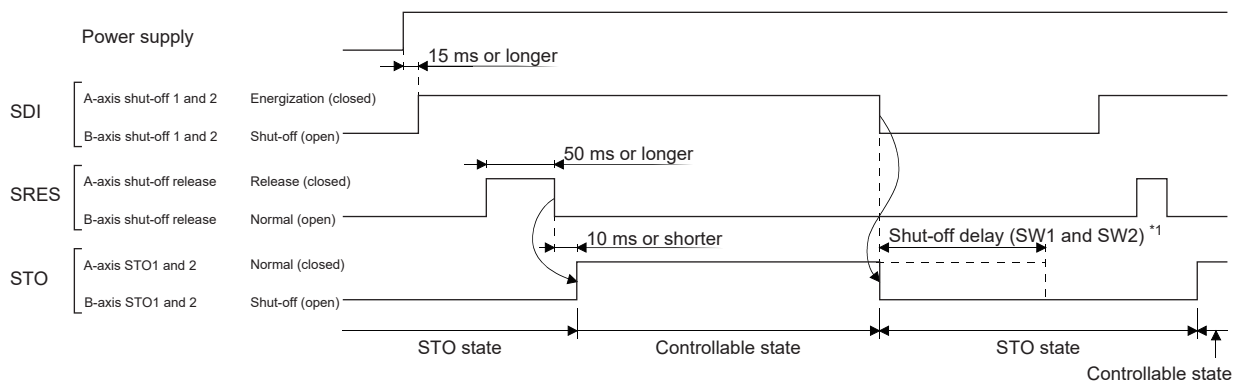 Power supply
15 ms or longer
SDI
A-axis shut-off 1 and 2 Energization (closed)
B-axis shut-off 1 and 2 Shut-off (open)
50 ms or longer
SRES
A-axis shut-off release Release (closed)
B-axis shut-off release Normal (open)
10 ms or shorter
Shut-off delay (SW1 and SW2) *1
STO
A-axis STO1 and 2 Normal (closed)
B-axis STO1 and 2 Shut-off (open)
STO state Controllable state STO state
Controllable state